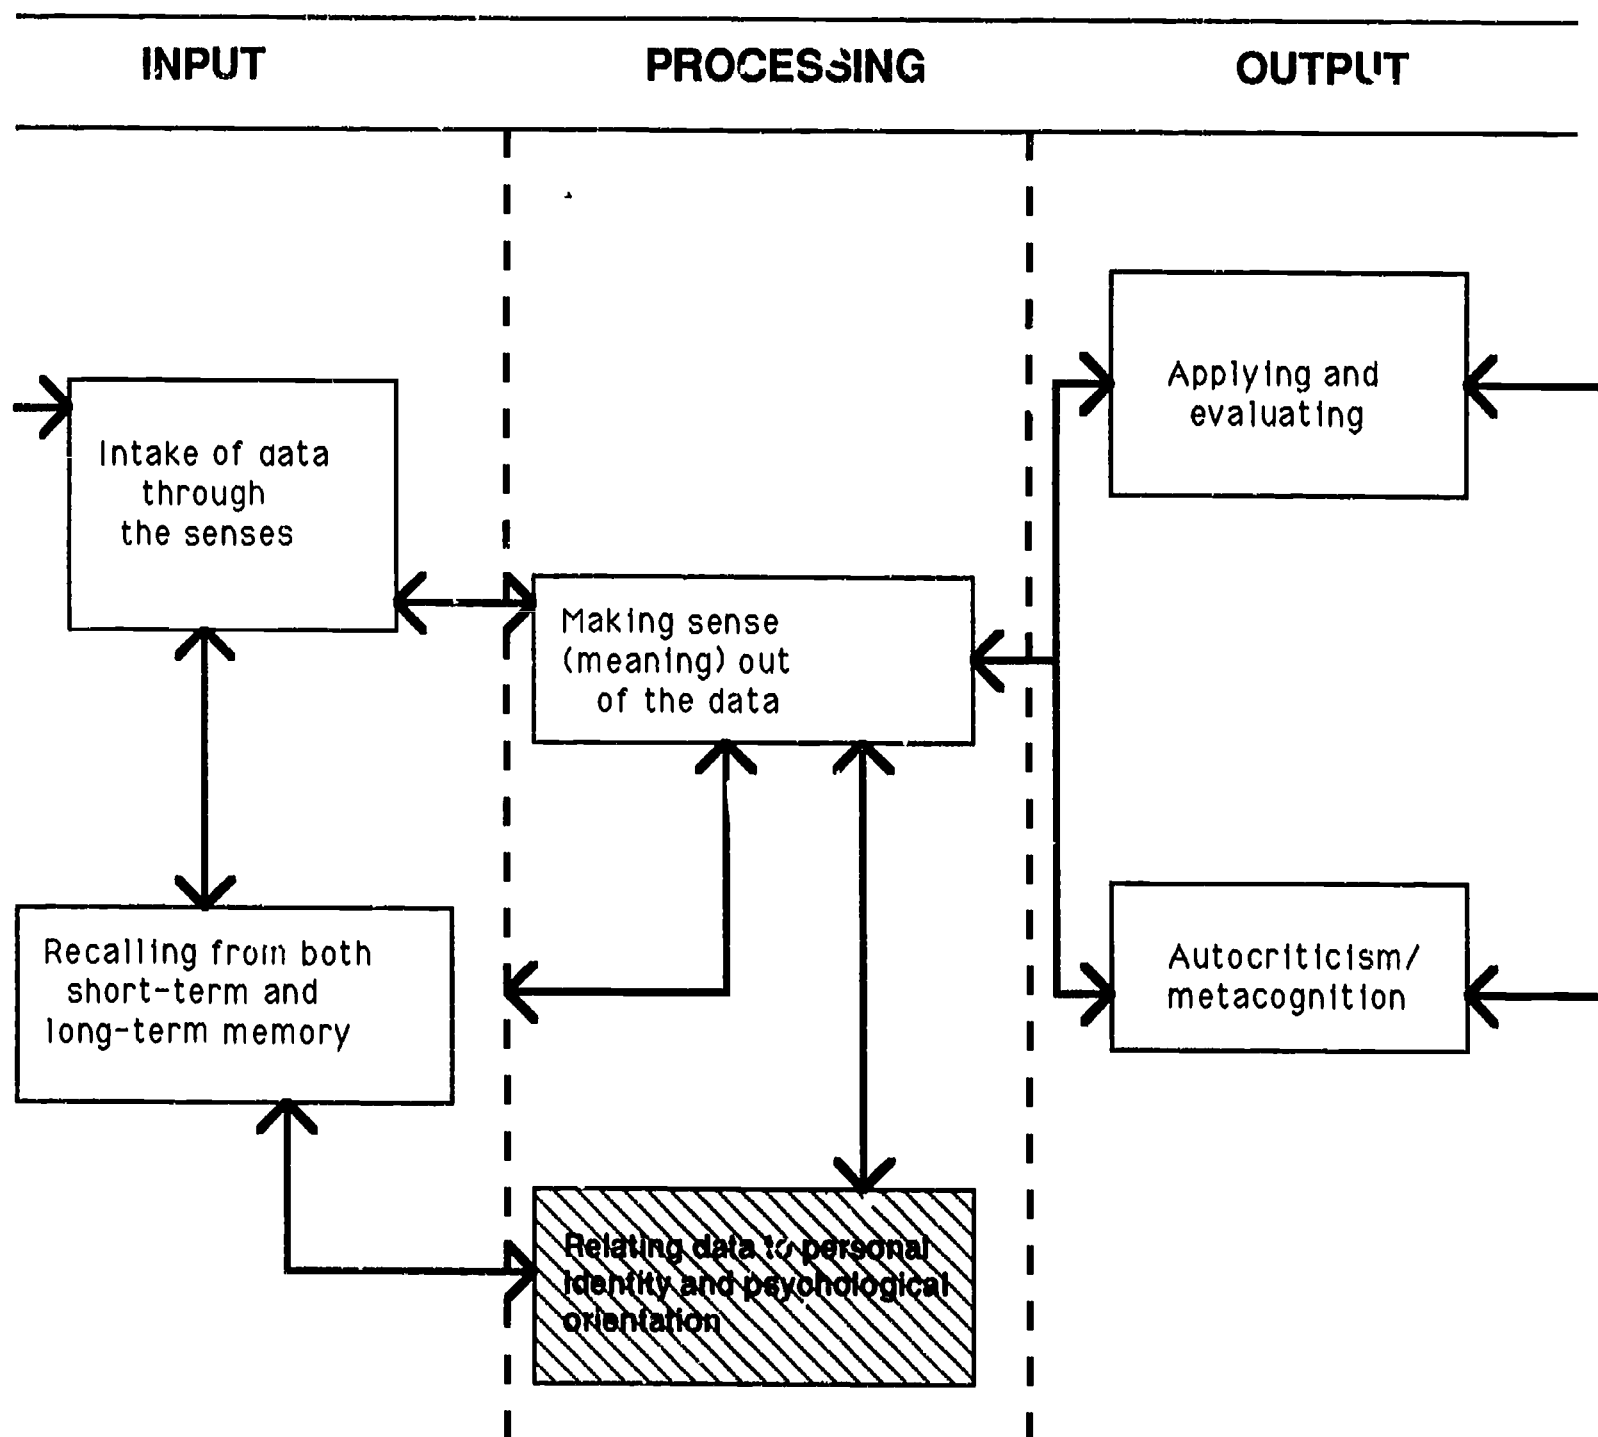 INPUT
PROCESSING
OUTPUT
Intake of data
through
the senses
Recalling from both
short-term and
long-term memory
Making sense
(meaning) out
of the data
Relating data to personal
identity and psychological
orientation
Applying and
evaluating
Autocriticism/
metacognition